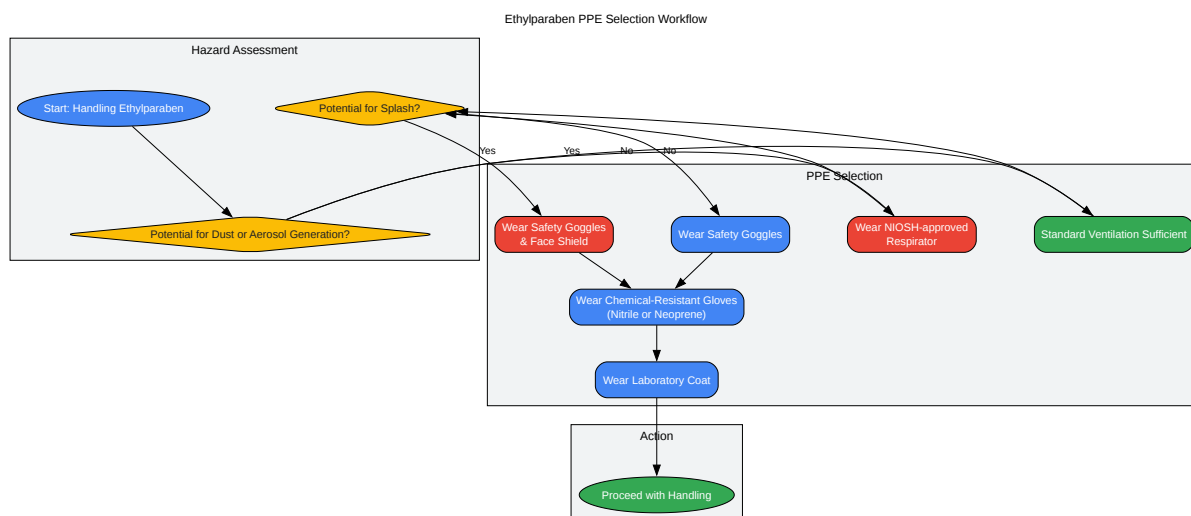 Ethylparaben PPE Selection Workflow
Hazard Assessment
Start: Handling Ethylparaben
Potential for Splash?
Yes
Yes
No
No
Potential for Dust or Aerosol Generation?
PPE Selection
Wear Safety Goggles
& Face Shield
Wear Safety Goggles
Wear NIOSH-approved
Respirator
Standard Ventilation Sufficient
Wear Chemical-Resistant Gloves
(Nitrile or Neoprene)
Wear Laboratory Coat
Action
Proceed with Handling